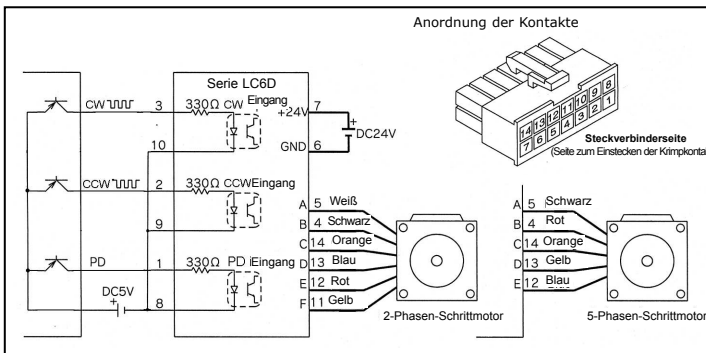 Anordnung der Kontakte
14 13 12 11 10 9 8
7 6 5 4 3 2 1
Steckverbinderseite
(Seite zum Einstecken der Krimpkonta
Serie LC6D
CW
3
330Ω CW
Eingang
10
+24V
7
DC24V
+
GND
6
CCW
2
330Ω CCWEingang
9
PD
1
330Ω PD iEingang
DC5V
+
8
A 5 Weiß
B 4 Schwarz
C 14 Orange
D 13 Blau
E 12 Rot
F 11 Gelb
2-Phasen-Schrittmotor
A 5 Schwarz
B 4 Rot
C 14 Orange
D 13 Gelb
E 12 Blau
5-Phasen-Schrittmotor